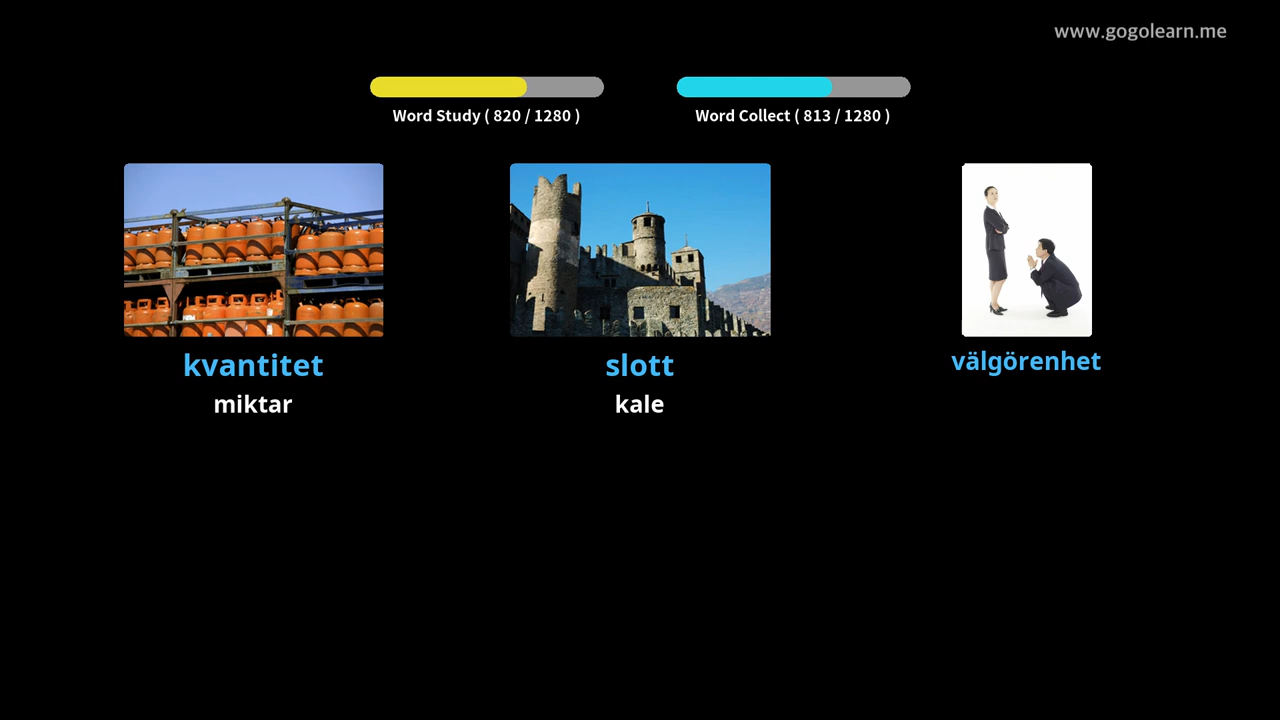 www.gogolearn.me
Word Study ( 820 / 1280 )
Word Collect ( 813 / 1280 )
kvantitet
miktar
slott
kale
välgörenhet